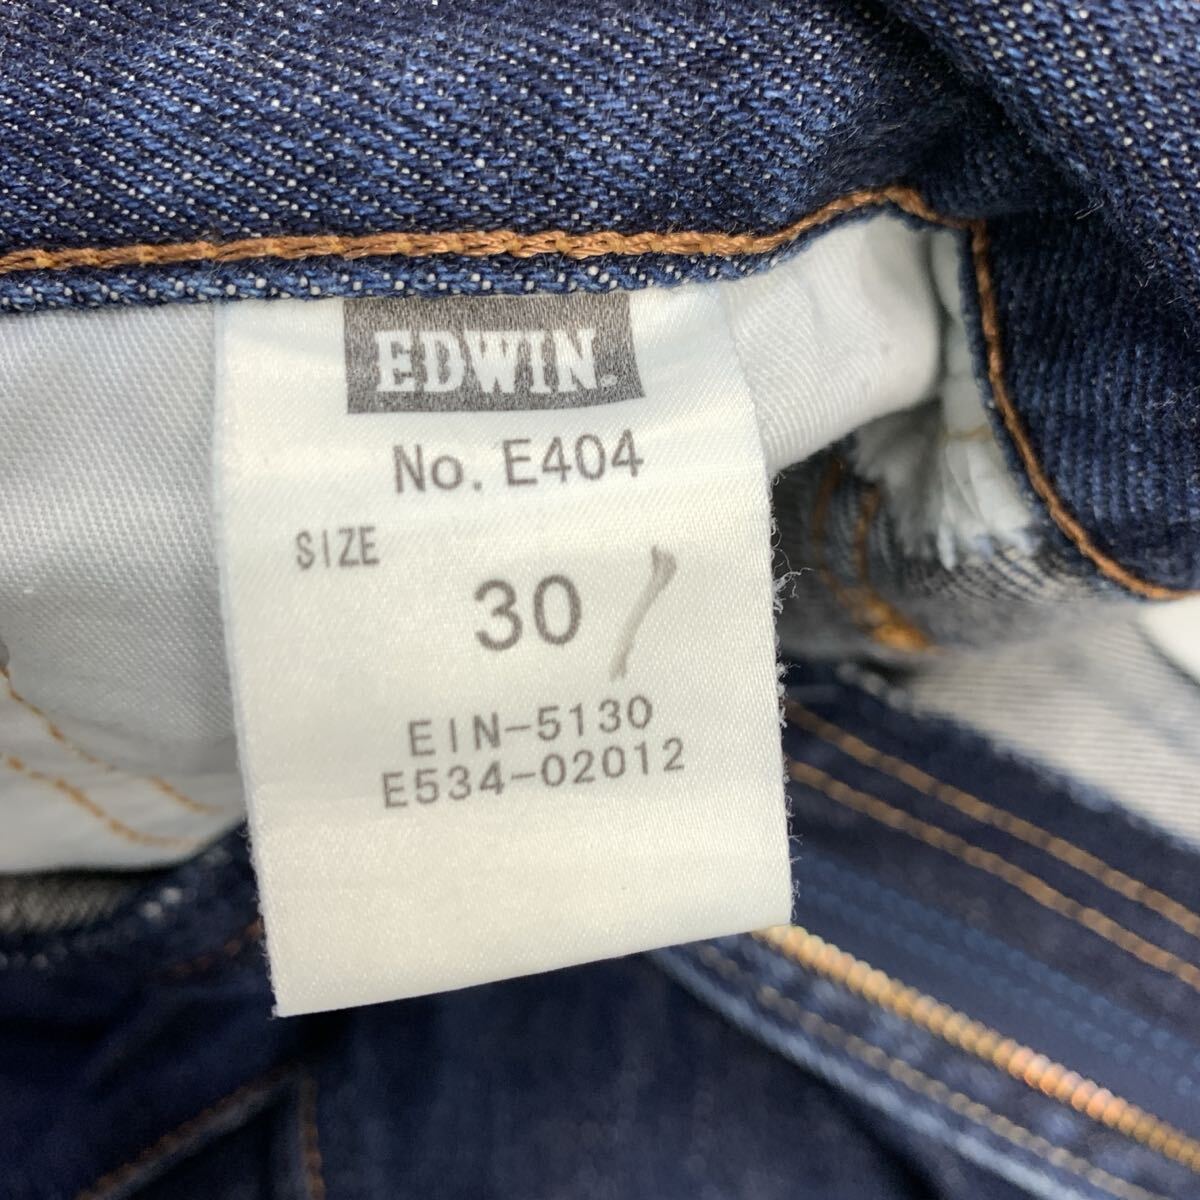 EDWIN.
No. E404
SIZE
30
EIN-5130
E534-02012